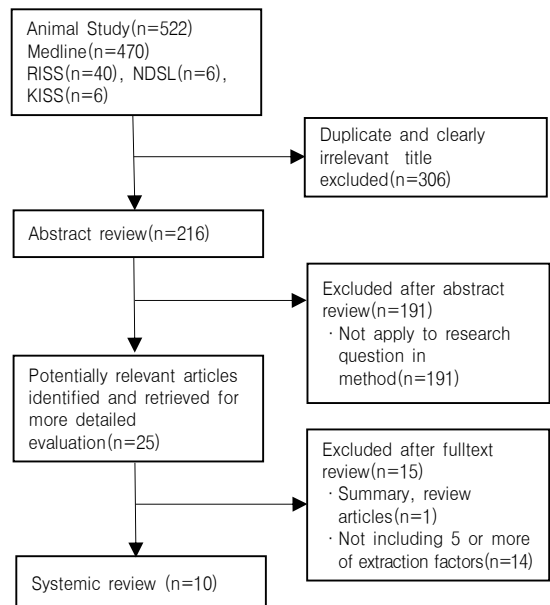 Animal Study(n=522)
Medline(n=470)
RISS(n=40), NDSL(n=6),
KISS(n=6)
Duplicate and clearly
irrelevant title
excluded(n=306)
Abstract review(n=216)
Excluded after abstract
review(n=191)
· Not apply to research
question in
method(n=191)
Potentially relevant articles
identified and retrieved for
more detailed
evaluation(n=25)
Excluded after fulltext
review(n=15)
· Summary, review
articles(n=1)
· Not including 5 or more
of extraction factors(n=14)
Systemic review (n=10)